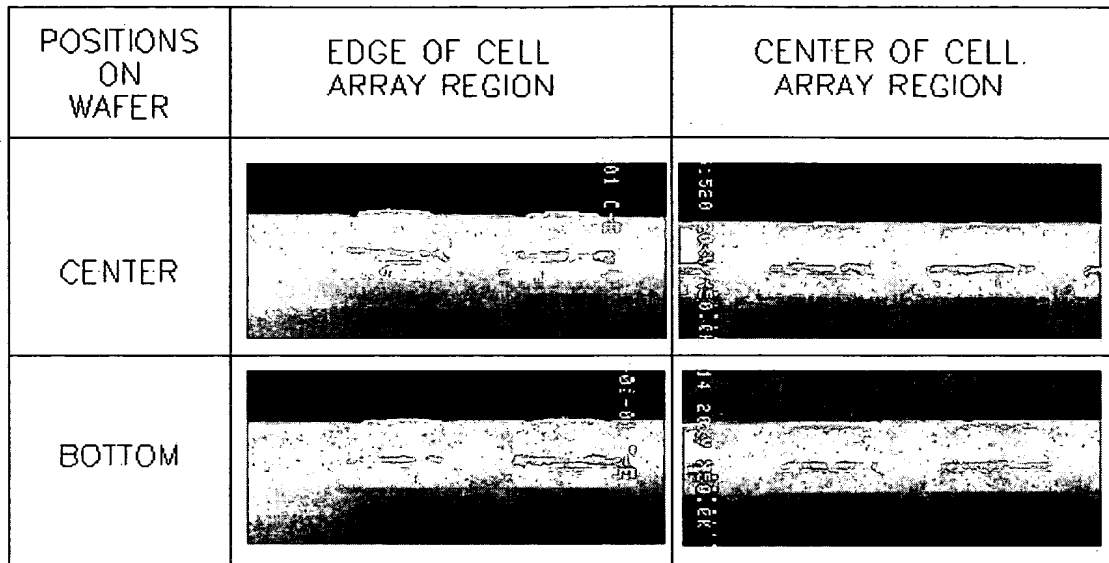 POSITIONS
ON
WAFER
EDGE OF CELL
ARRAY REGION
CENTER OF CELL.
ARRAY REGION
CENTER
BOTTOM